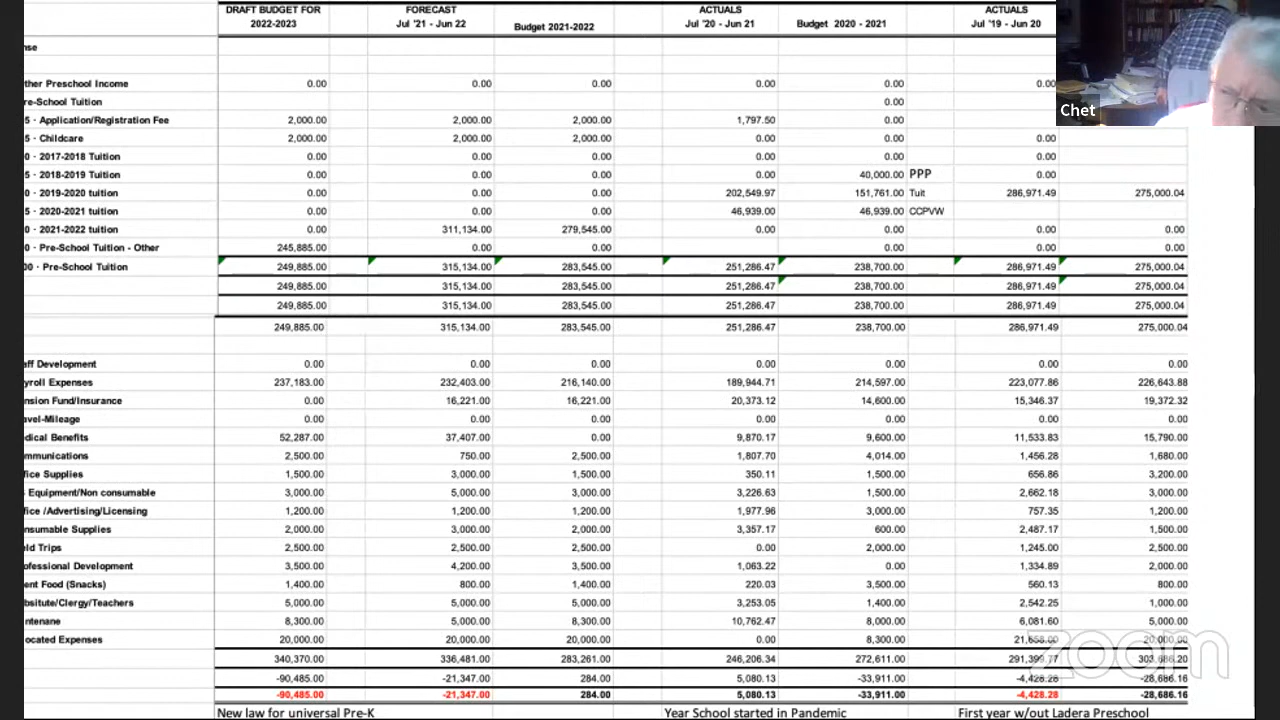 DRAFT BUDGET FOR 2022-2023 FORECAST Jul '21 - Jun 22 Budget 2021-2022 ACTUALS Jul '20 - Jun 21 Budget 2020 - 2021 ACTUALS Jul '19 - Jun 20
nse
ther Preschool Income 0.00 0.00 0.00 0.00 0.00 0.00
re-School Tuition 0.00
5 · Application/Registration Fee 2,000.00 2,000.00 2,000.00 1,797.50 0.00
5 · Childcare 2,000.00 2,000.00 2,000.00 0.00 0.00 0.00
0 · 2017-2018 Tuition 0.00 0.00 0.00 0.00 0.00 0.00
5 · 2018-2019 Tuition 0.00 0.00 0.00 0.00 40,000.00 PPP 0.00
0 · 2019-2020 tuition 0.00 0.00 0.00 202,549.97 151,761.00 Tuit 286,971.49 275,000.04
5 · 2020-2021 tuition 0.00 0.00 0.00 46,939.00 46,939.00 CCPVW
0 · 2021-2022 tuition 0.00 311,134.00 279,545.00 0.00 0.00 0.00 0.00
0 · Pre-School Tuition - Other 245,885.00 0.00 0.00 0.00 0.00 0.00
00 · Pre-School Tuition 249,885.00 315,134.00 283,545.00 251,286.47 238,700.00 286,971.49 275,000.04
249,885.00 315,134.00 283,545.00 251,286.47 238,700.00 286,971.49 275,000.04
249,885.00 315,134.00 283,545.00 251,286.47 238,700.00 286,971.49 275,000.04
249,885.00 315,134.00 283,545.00 251,286.47 238,700.00 286,971.49 275,000.04
aff Development 0.00 0.00 0.00 0.00 0.00 0.00 0.00
yroll Expenses 237,183.00 232,403.00 216,140.00 189,944.71 214,597.00 223,077.86 226,643.88
nsion Fund/Insurance 0.00 16,221.00 16,221.00 20,373.12 14,600.00 15,346.37 19,372.32
avel-Mileage 0.00 0.00 0.00 0.00 0.00 0.00 0.00
dical Benefits 52,287.00 37,407.00 0.00 9,870.17 9,600.00 11,533.83 15,790.00
mmunications 2,500.00 750.00 2,500.00 1,807.70 4,014.00 1,456.28 1,680.00
fice Supplies 1,500.00 3,000.00 1,500.00 350.11 1,500.00 656.86 3,200.00
Equipment/Non consumable 3,000.00 5,000.00 3,000.00 3,226.63 1,500.00 2,662.18 3,000.00
fice /Advertising/Licensing 1,200.00 1,200.00 1,200.00 1,977.96 3,000.00 757.35 1,200.00
nsumable Supplies 2,000.00 3,000.00 2,000.00 3,357.17 600.00 2,487.17 1,500.00
eld Trips 2,500.00 2,500.00 2,500.00 0.00 2,000.00 1,245.00 2,500.00
ofessional Development 3,500.00 4,200.00 3,500.00 1,063.22 0.00 1,334.89 2,000.00
ent Food (Snacks) 1,400.00 800.00 1,400.00 220.03 3,500.00 560.13 800.00
bsitute/Clergy/Teachers 5,000.00 5,000.00 5,000.00 3,253.05 1,400.00 2,542.25 1,000.00
ntenane 8,300.00 5,000.00 8,300.00 10,762.47 8,000.00 6,081.60 5,000.00
ocated Expenses 20,000.00 20,000.00 20,000.00 0.00 8,300.00 21,658.00 20,000.00
340,370.00 336,481.00 283,261.00 246,206.34 272,611.00 291,399.77 303,686.20
-90,485.00 -21,347.00 284.00 5,080.13 -33,911.00 -4,428.28 -28,686.16
-90,485.00 -21,347.00 284.00 5,080.13 -33,911.00 -4,428.28 -28,686.16
New law for universal Pre-K Year School started in Pandemic First year w/out Ladera Preschool
Chet
zoom